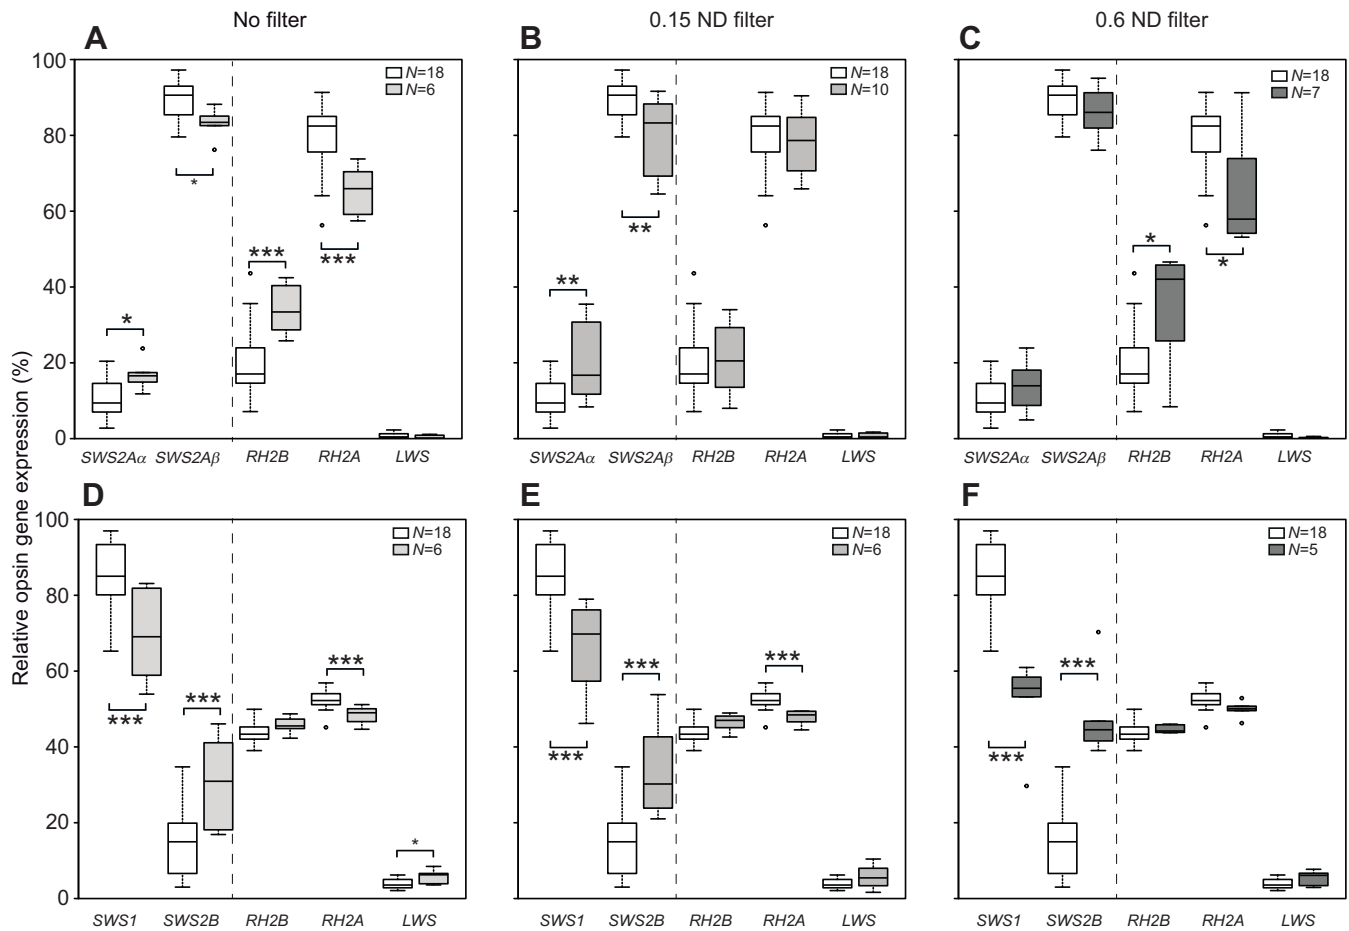 No filter 0.15 ND filter 0.6 ND filter
A B C
100
80
60
40
20
0
N=18
N=6
*
*
***
***
N=18
N=10
**
**
N=18
N=7
*
*
SWS2Aα SWS2Aβ RH2B RH2A LWS
SWS2Aα SWS2Aβ RH2B RH2A LWS
SWS2Aα SWS2Aβ RH2B RH2A LWS
Relative opsin gene expression (%)
D E F
100
80
60
40
20
0
N=18
N=6
***
***
***
*
N=18
N=6
***
***
***
N=18
N=5
***
***
SWS1 SWS2B RH2B RH2A LWS
SWS1 SWS2B RH2B RH2A LWS
SWS1 SWS2B RH2B RH2A LWS